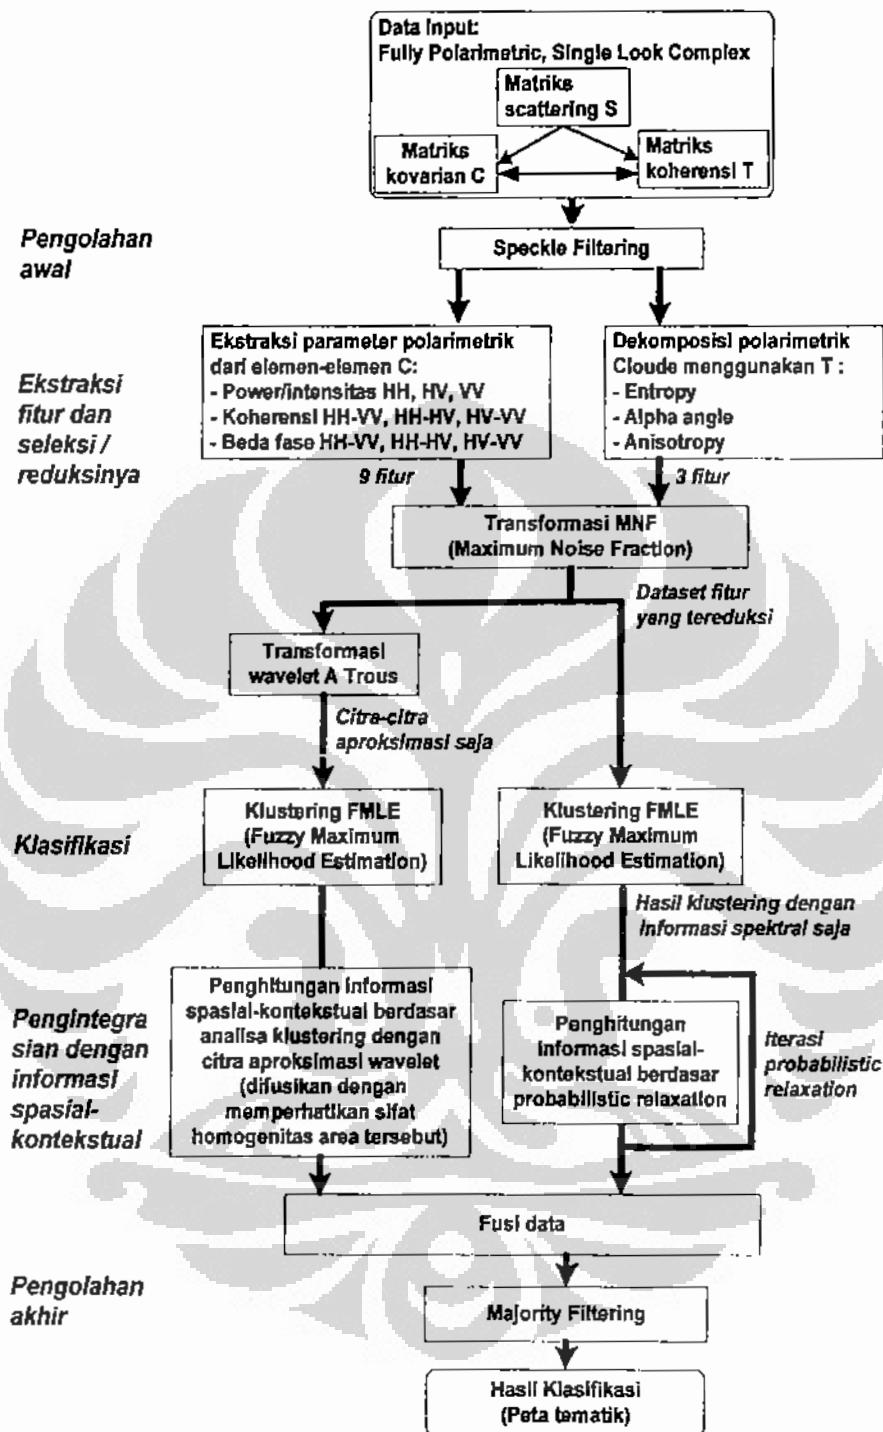 Data Input:
Fully Polarimetric, Single Look Complex
Matriks
scattering S
Matriks
kovarian C
Matriks
koherensi T
Pengolahan
awal
Speckle Filtering
Ekstraksi
fitur dan
seleksi /
reduksinya
Ekstraksi parameter polarimetrik
dari elemen-elemen C:
- Power/intensitas HH, HV, VV
- Koherensi HH-VV, HH-HV, HV-VV
- Beda fase HH-VV, HH-HV, HV-VV
Dekomposisi polarimetrik
Cloude menggunakan T :
- Entropy
- Alpha angle
- Anisotropy
9 fitur
3 fitur
Transformasi MNF
(Maximum Noise Fraction)
Dataset fitur
yang tereduksi
Transformasi
wavelet A Trous
Citra-citra
aproksimasi saja
Klasifikasi
Klustering FMLE
(Fuzzy Maximum
Likelihood Estimation)
Klustering FMLE
(Fuzzy Maximum
Likelihood Estimation)
Hasil klustering dengan
informasi spektral saja
Pengintegra
sian dengan
informasi
spasial-
kontekstual
Penghitungan informasi
spasial-kontekstual berdasar
analisa klustering dengan
citra aproksimasi wavelet
(difusikan dengan
memperhatikan sifat
homogenitas area tersebut)
Penghitungan
informasi spasial-
kontekstual berdasar
probabilistic relaxation
Iterasi
probabilistic
relaxation
Fusi data
Pengolahan
akhir
Majority Filtering
Hasil Klasifikasi
(Peta tematik)